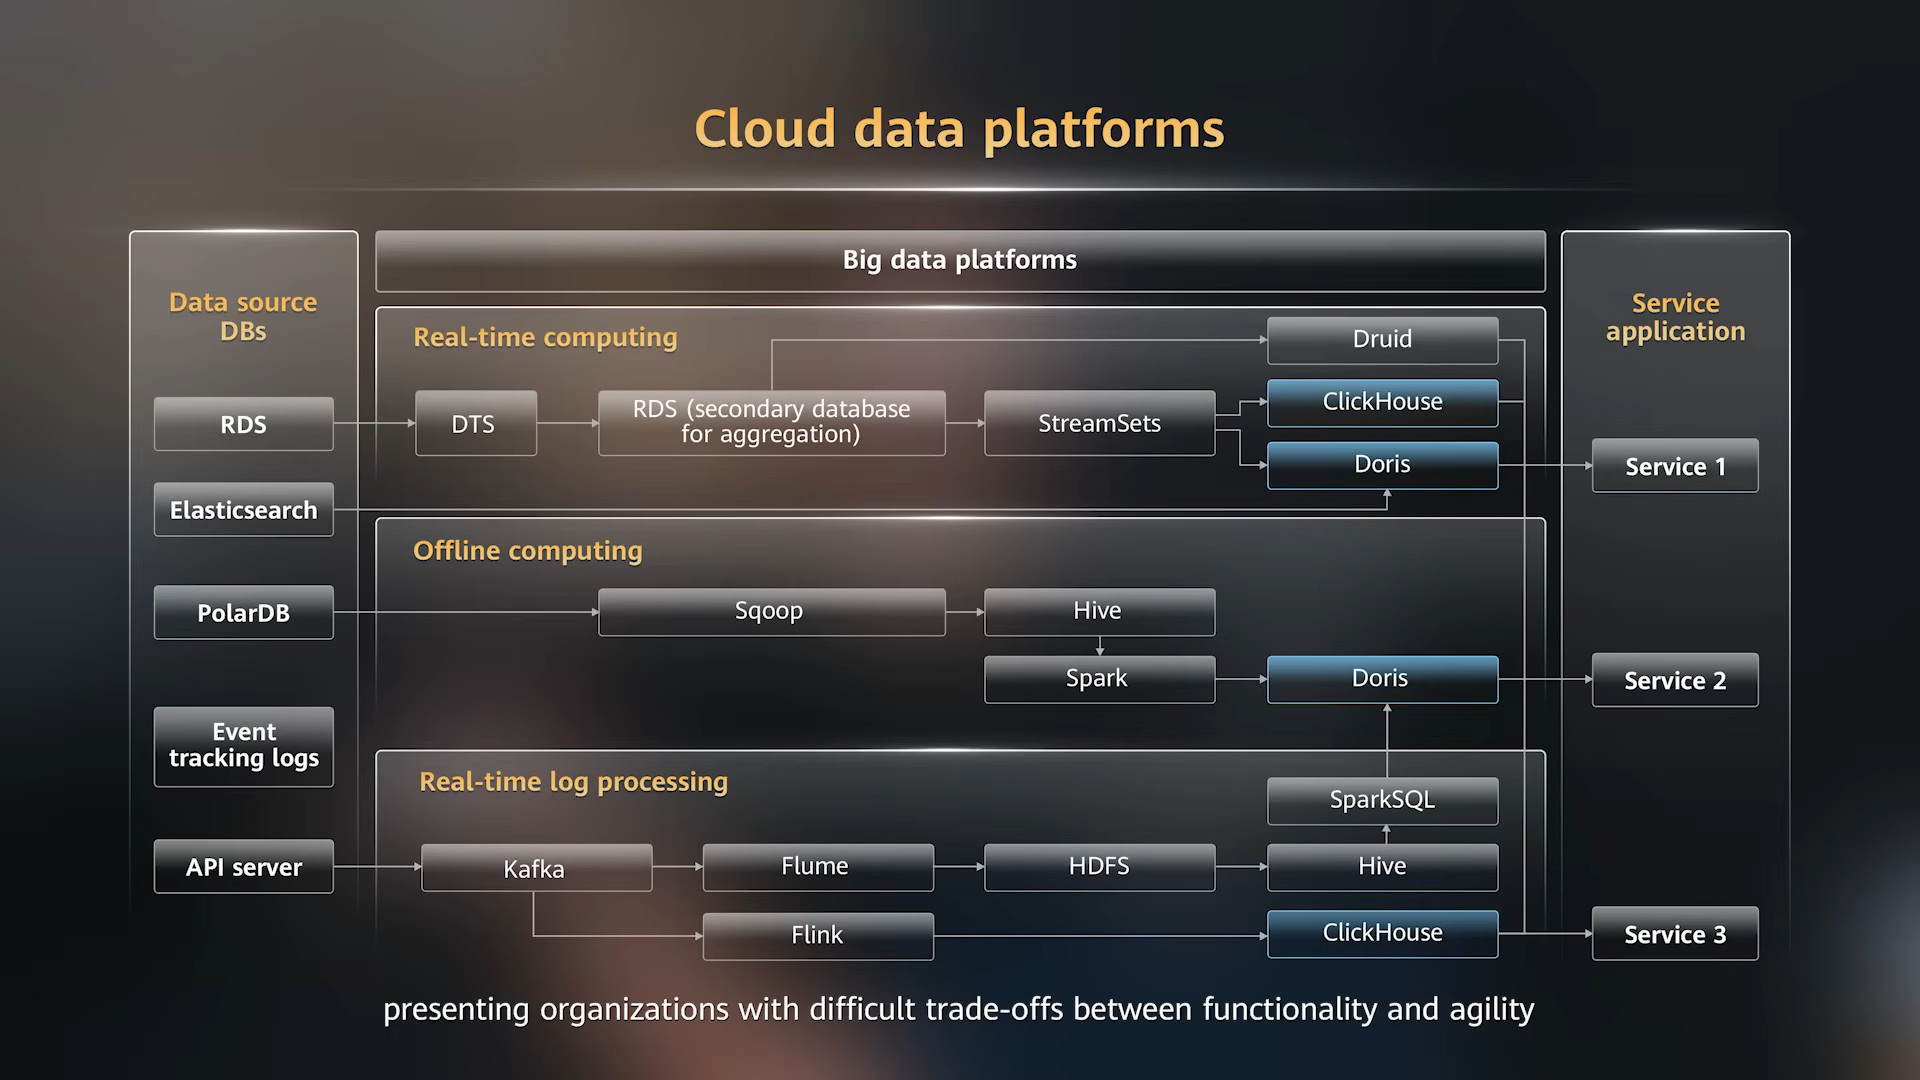 Cloud data platforms
Data source
DBs
RDS
Elasticsearch
PolarDB
Event
tracking logs
API server
Big data platforms
Real-time computing
DTS
RDS (secondary database
for aggregation)
StreamSets
Druid
ClickHouse
Doris
Offline computing
Sqoop
Hive
Spark
Doris
Real-time log processing
SparkSQL
Kafka
Flume
HDFS
Hive
Flink
ClickHouse
Service
application
Service 1
Service 2
Service 3
presenting organizations with difficult trade-offs between functionality and agility